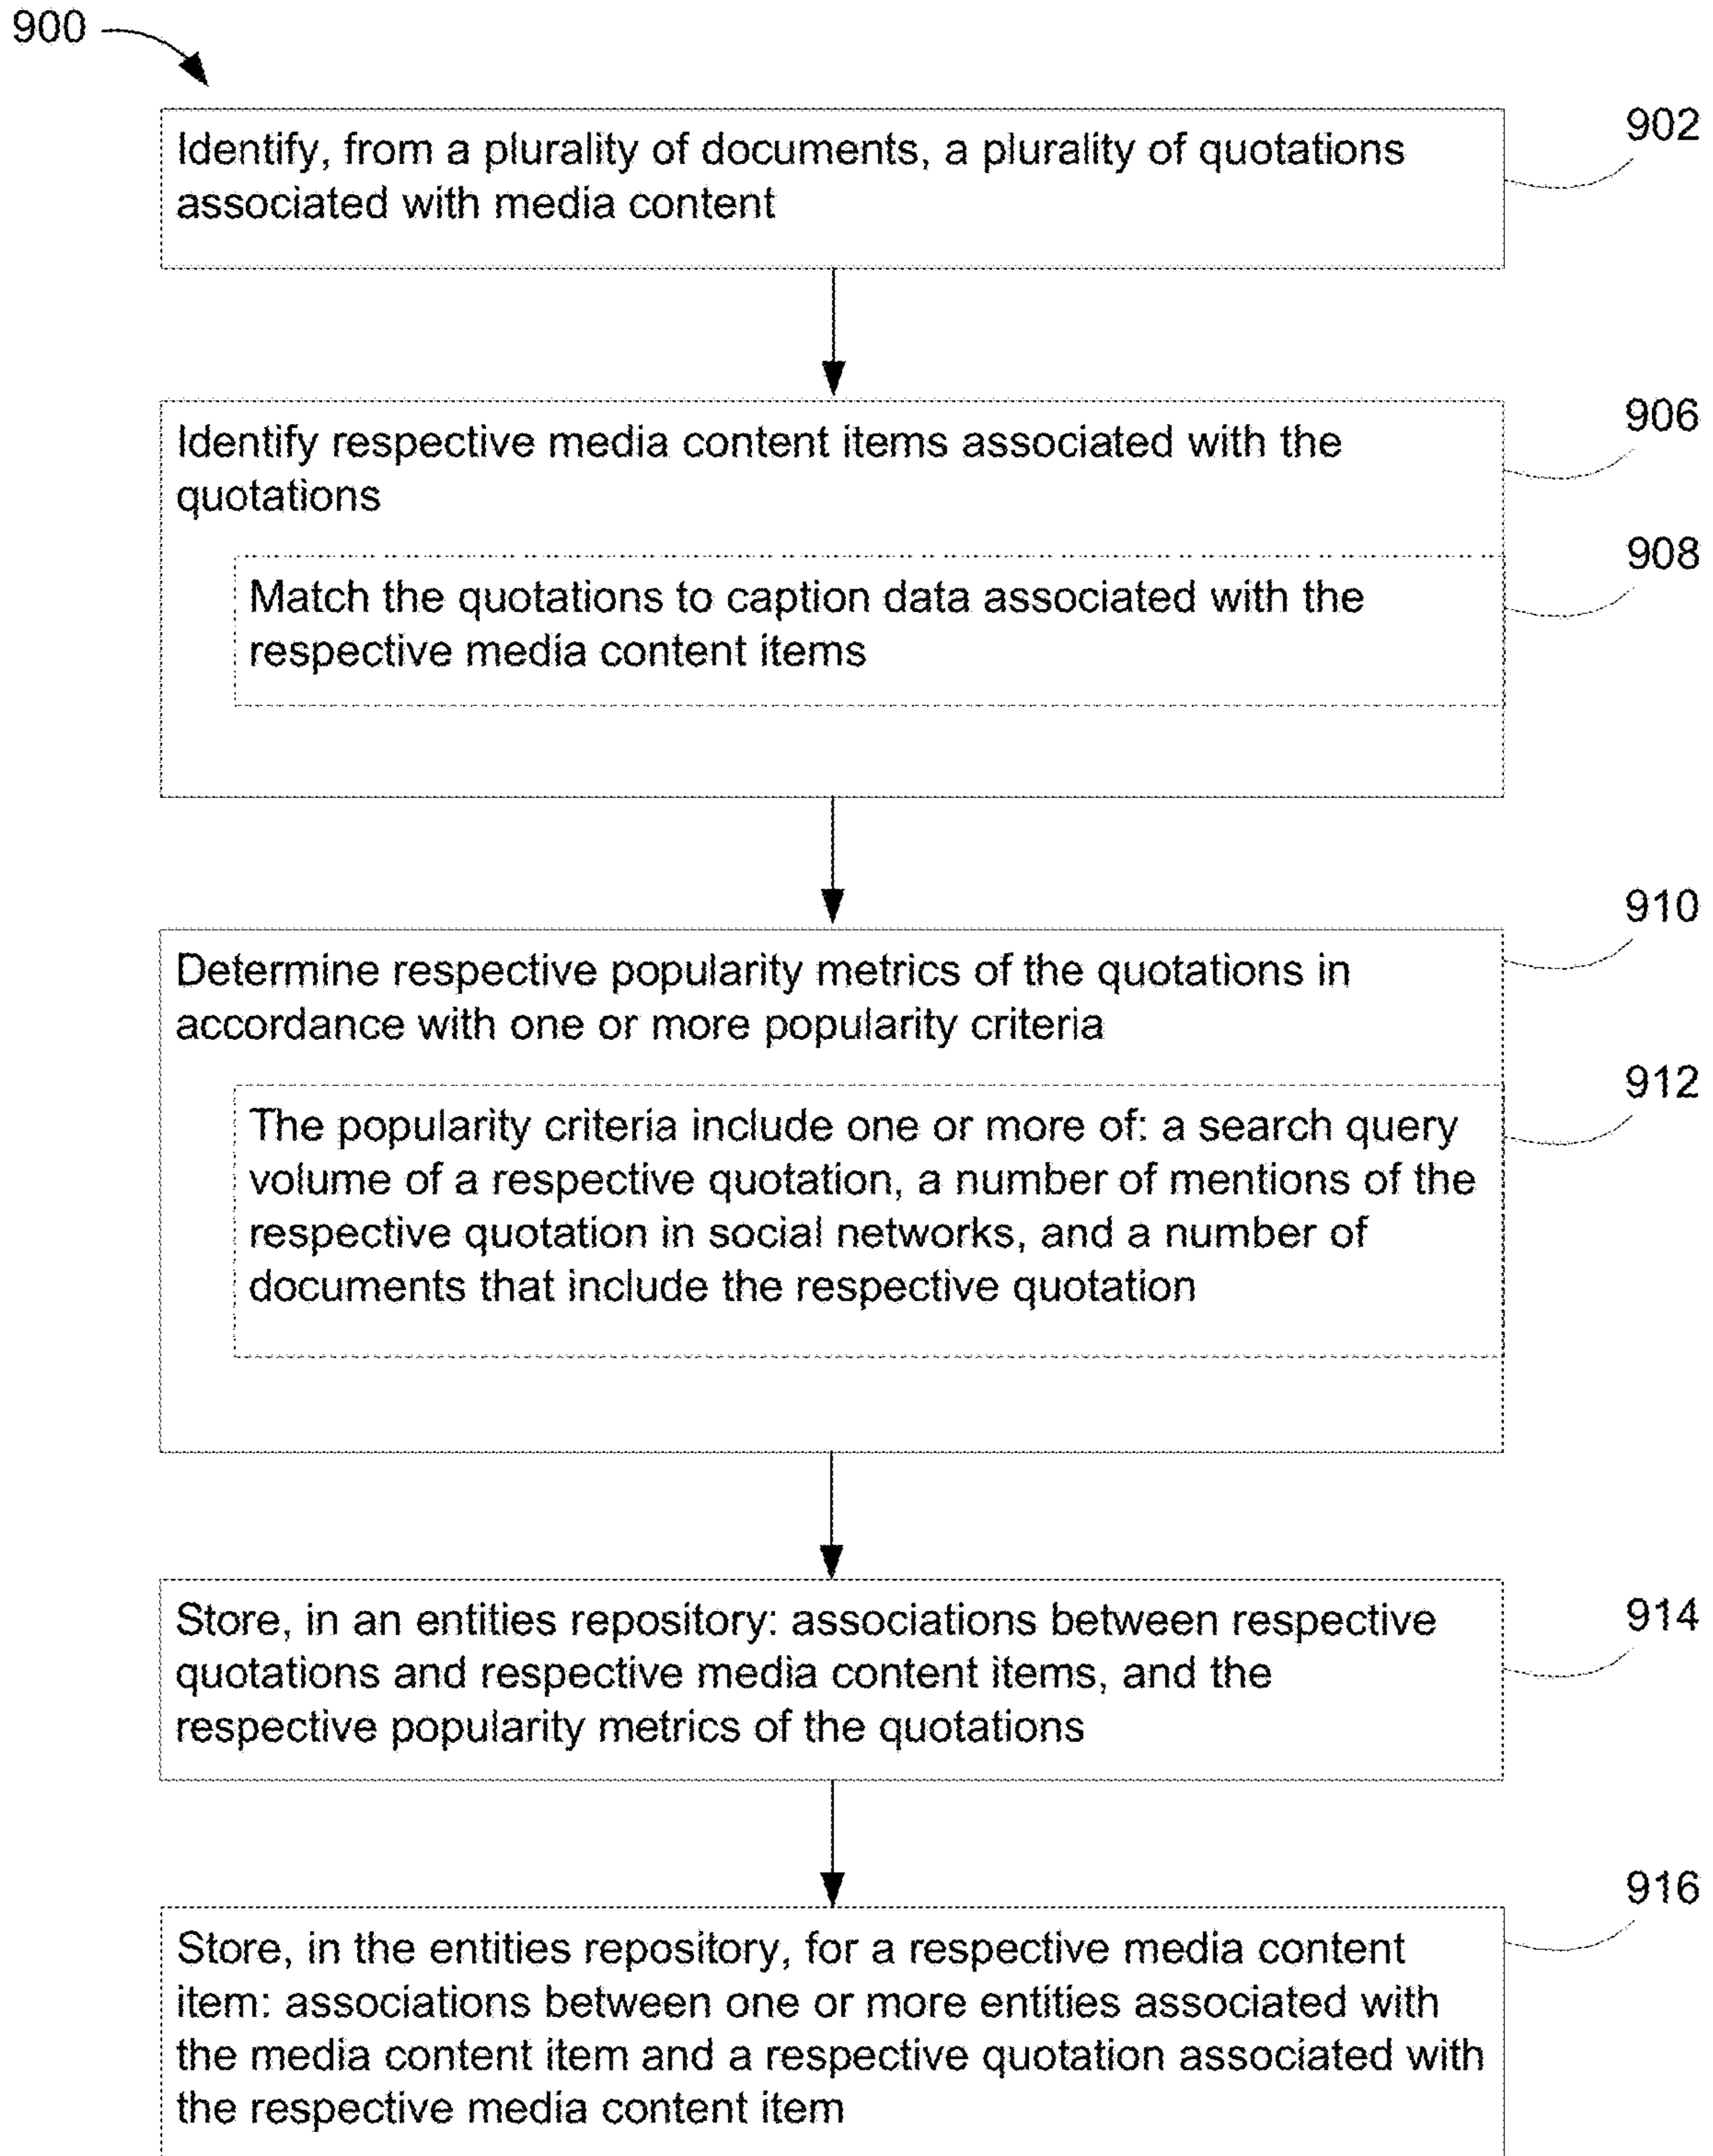 900
902
Identify, from a plurality of documents, a plurality of quotations
associated with media content
906
Identify respective media content items associated with the
quotations
908
Match the quotations to caption data associated with the
respective media content items
910
Determine respective popularity metrics of the quotations in
accordance with one or more popularity criteria
912
The popularity criteria include one or more of: a search query
volume of a respective quotation, a number of mentions of the
respective quotation in social networks, and a number of
documents that include the respective quotation
914
Store, in an entities repository: associations between respective
quotations and respective media content items, and the
respective popularity metrics of the quotations
916
Store, in the entities repository, for a respective media content
item: associations between one or more entities associated with
the media content item and a respective quotation associated with
the respective media content item